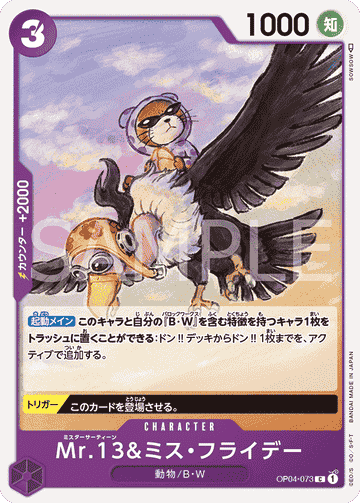 3
1000
知
SOWSOW
カウンター +2000
SAMPLE
起動メイン このキャラと自分の『B・W』を含む特徴を持つキャラ1枚を
トラッシュに置くことができる:ドン!!デッキからドン!!1枚までを、アク
ティブで追加する。
トリガー このカードを登場させる。
CHARACTER
Mr.13&ミス・フライデー
動物/B・W
OP04-073 C 1
BANDAI MADE IN JAPAN